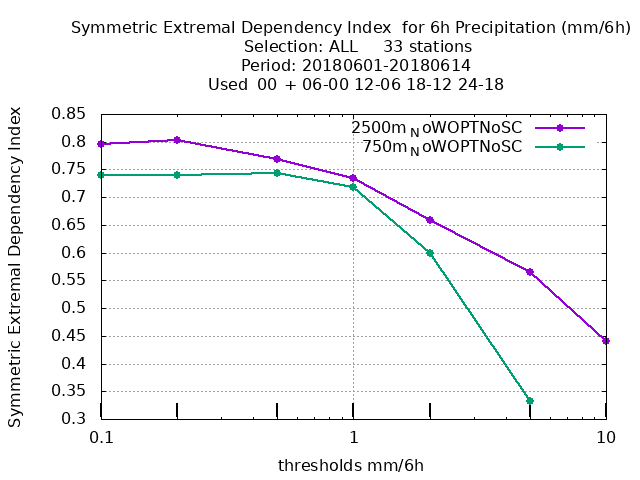 Symmetric Extremal Dependency Index  for 6h Precipitation (mm/6h)
Selection: ALL     33 stations
Period: 20180601-20180614
Used  00 + 06-00 12-06 18-12 24-18
2500m_NoWOPTNoSC
750m_NoWOPTNoSC
Symmetric Extremal Dependency Index
0.85
0.8
0.75
0.7
0.65
0.6
0.55
0.5
0.45
0.4
0.35
0.3
0.1 1 10
thresholds mm/6h